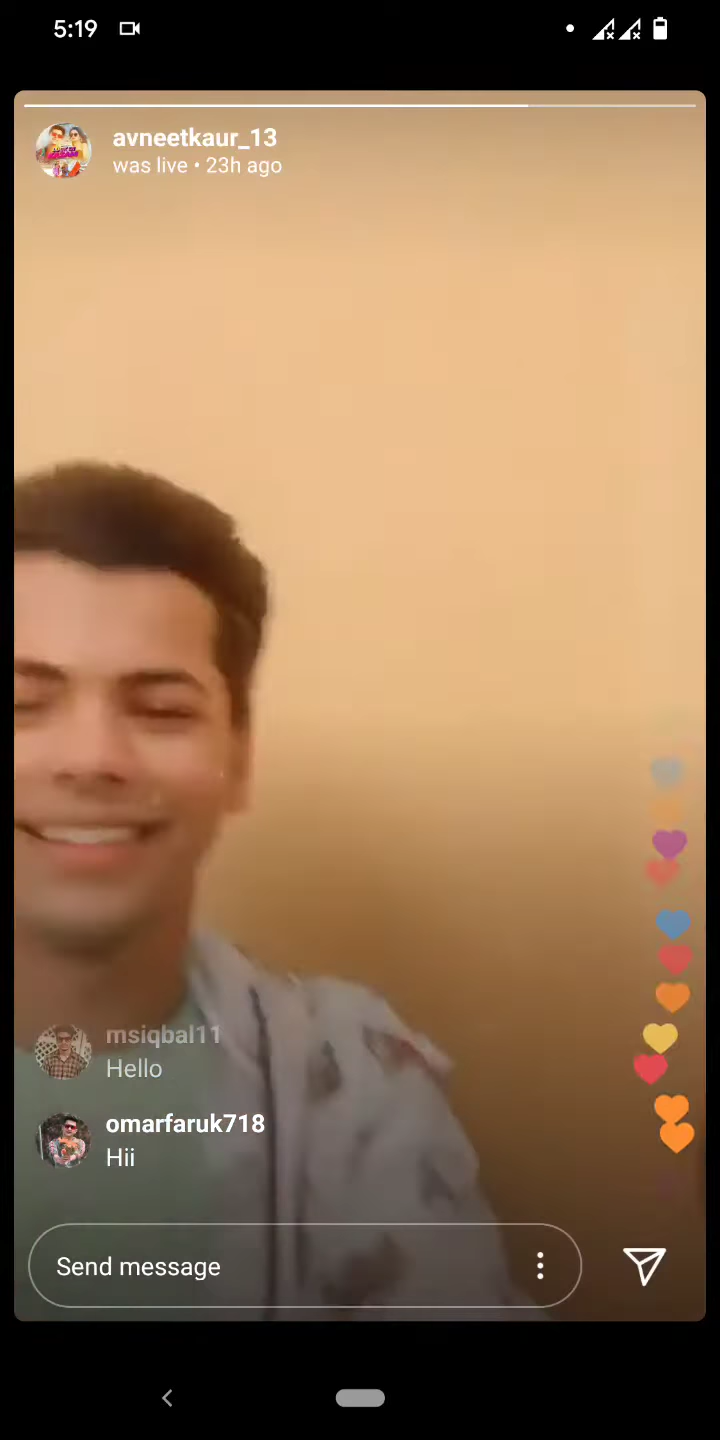 5:19
avneetkaur_13
was live • 23h ago
msiqbal11
Hello
omarfaruk718
Hii
Send message